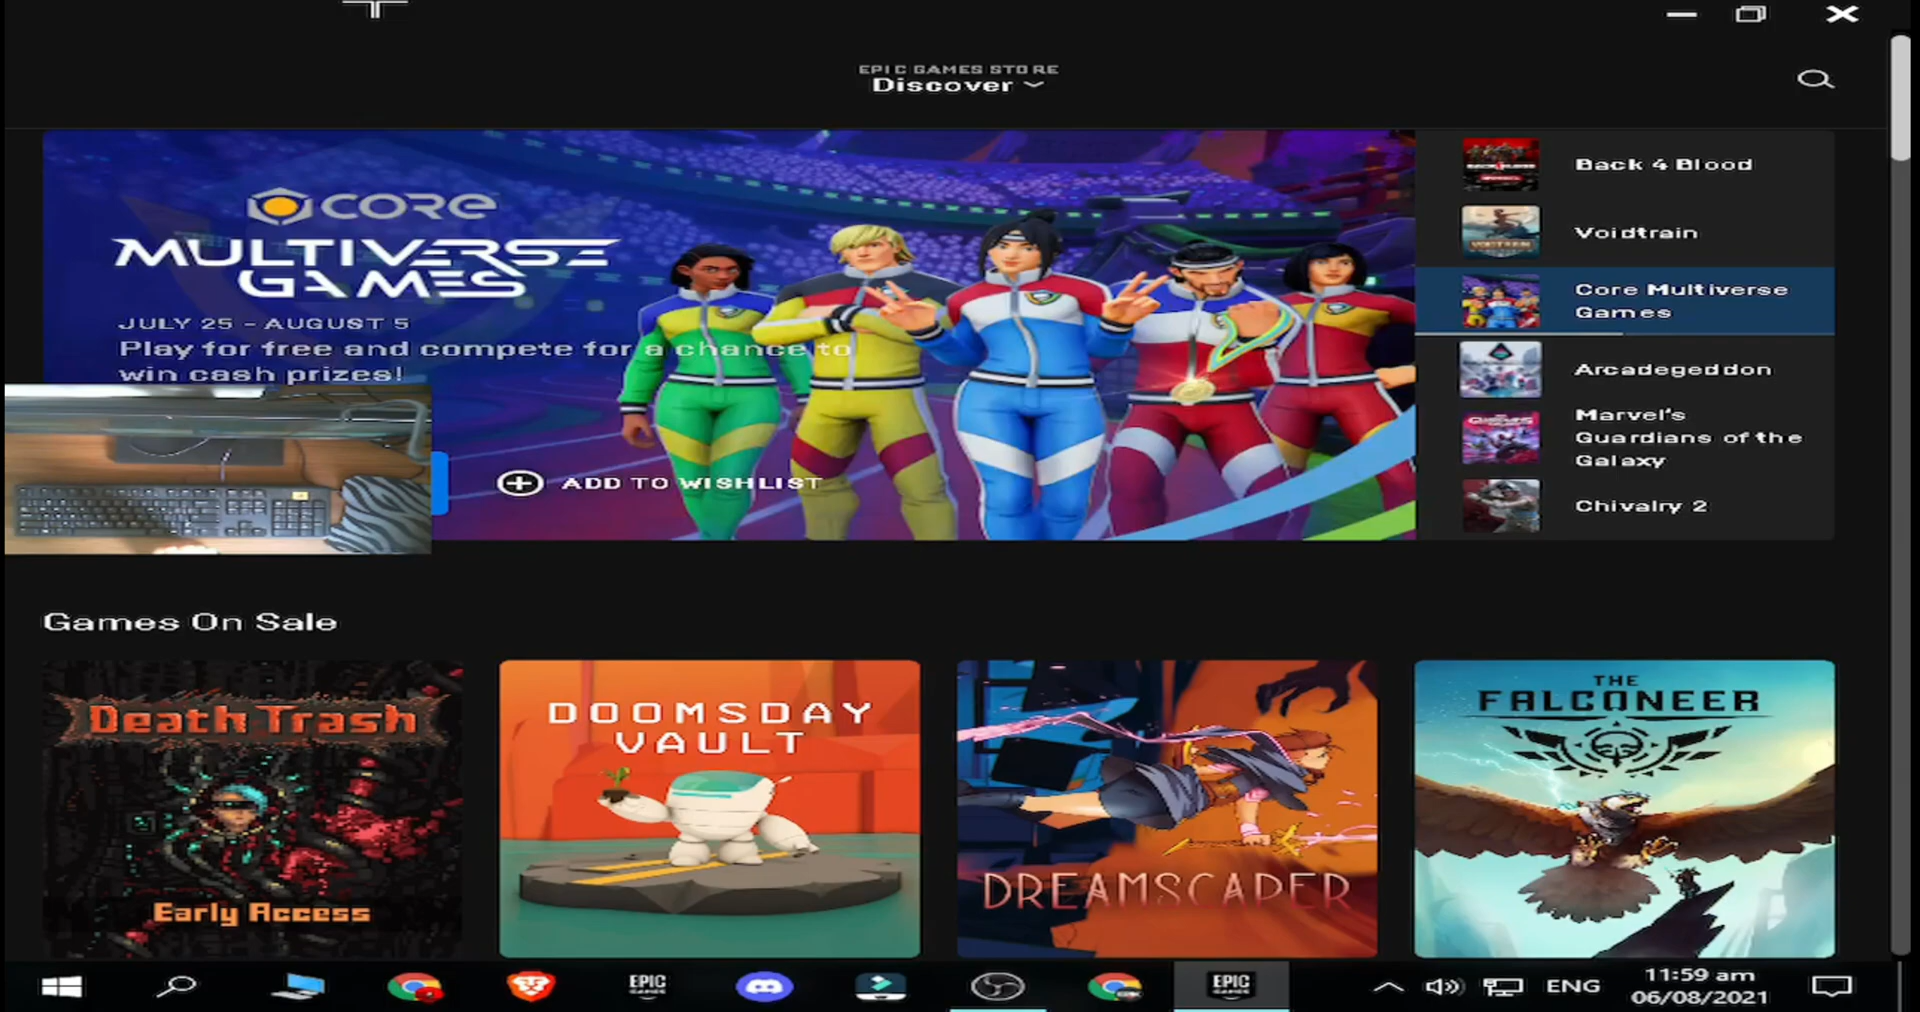 EPIC GAMES STORE
Discover
CORE
MULTIVERSE
GAMES
JULY 25 - AUGUST 5
Play for free and compete for a chance to
win cash prizes!
ADD TO WISHLIST
Back 4 Blood
Voidtrain
Core Multiverse
Games
Arcadegeddon
Marvel's
Guardians of the
Galaxy
Chivalry 2
Games On Sale
Death Trash
Early Access
DOOMSDAY
VAULT
DREAMSCAPER
THE
FALCONEER
EPIC
GAMES
EPIC
GAMES
ENG
11:59 am
06/08/2021